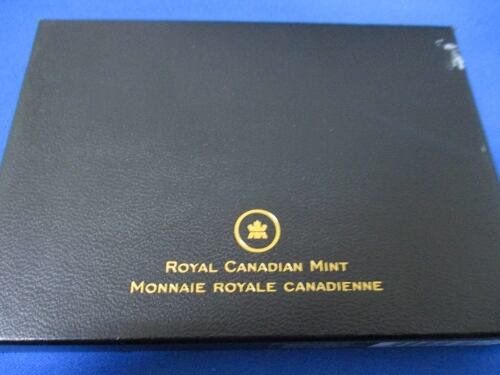 ROYAL CANADIAN MINT
MONNAIE ROYALE CANADIENNE